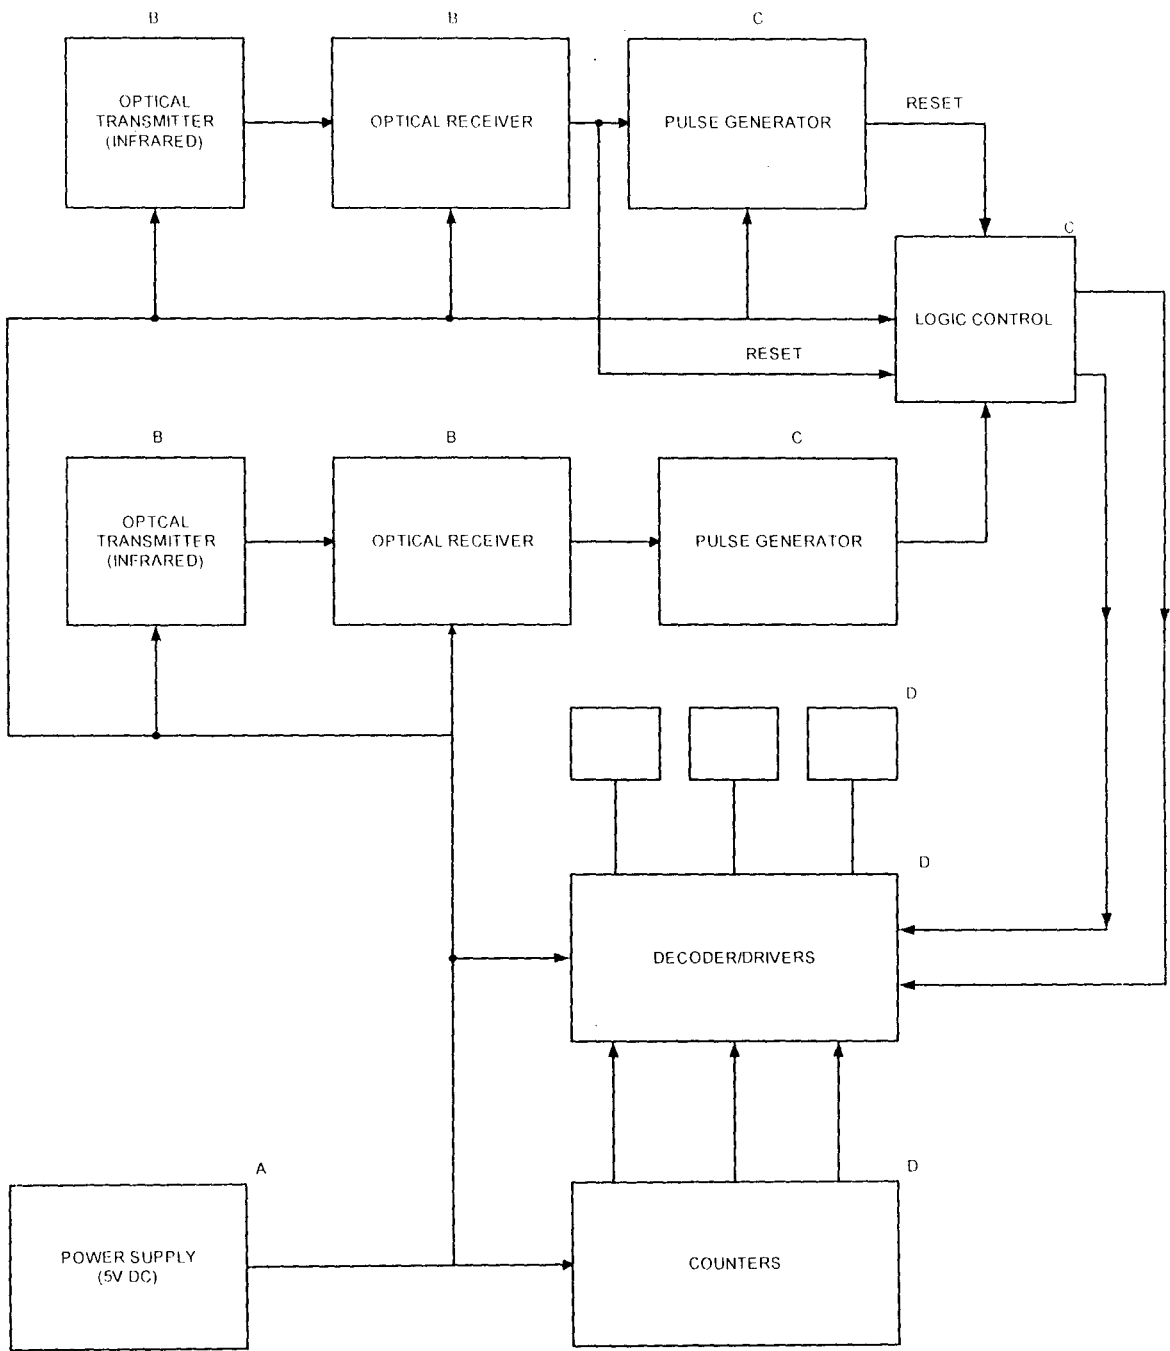 B
B
C
OPTICAL
TRANSMITTER
(INFRARED)
OPTICAL RECEIVER
PULSE GENERATOR
RESET
C
LOGIC CONTROL
RESET
B
B
C
OPTCAL
TRANSMITTER
(INFRARED)
OPTICAL RECEIVER
PULSE GENERATOR
D
D
DECODER/DRIVERS
A
D
POWER SUPPLY
(5V DC)
COUNTERS